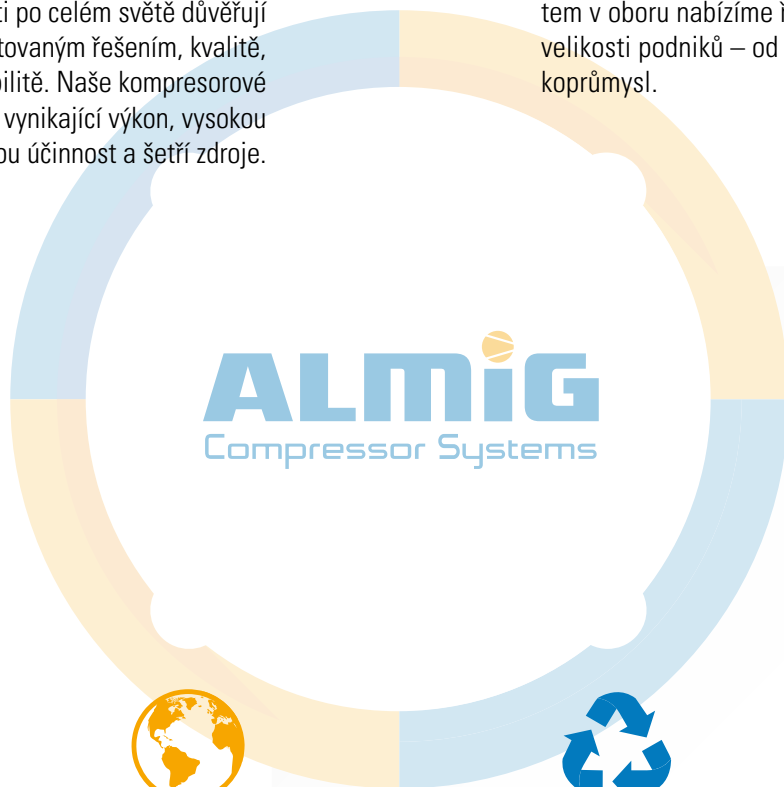 ti po celém světě důvěřují
tovaným řešením, kvalitě,
bilitě. Naše kompresorové
vynikající výkon, vysokou
ou účinnost a šetří zdroje.
tem v oboru nabízíme
velikosti podniků – od
koprůmysl.
ALMiG
Compressor Systems